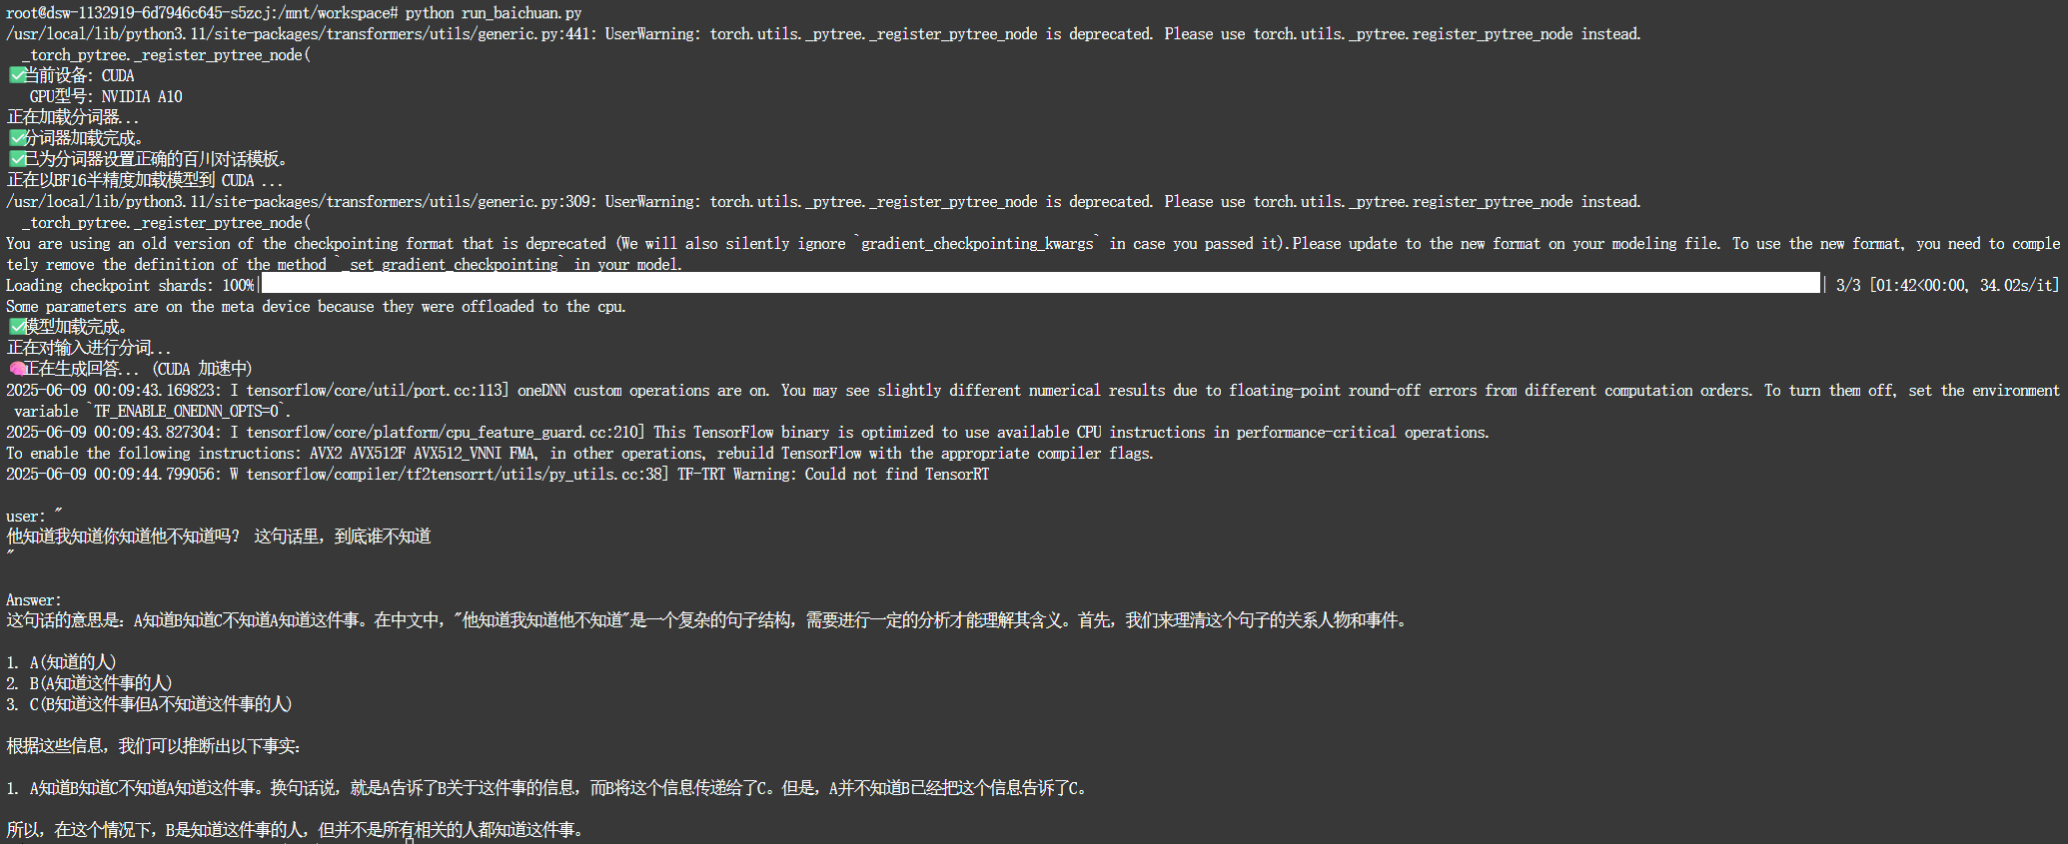 root@dsw-1132919-6d7946c645-s5zcj:/mnt/workspace# python run_baichuan.py
/usr/local/lib/python3.11/site-packages/transformers/utils/generic.py:441: UserWarning: torch.utils._pytree._register_pytree_node is deprecated. Please use torch.utils._pytree.register_pytree_node instead.
  _torch_pytree._register_pytree_node(
✅当前设备: CUDA
   GPU型号: NVIDIA A10
正在加载分词器...
✅分词器加载完成。
✅已为分词器设置正确的百川对话模板。
正在以BF16半精度加载模型到 CUDA ...
/usr/local/lib/python3.11/site-packages/transformers/utils/generic.py:309: UserWarning: torch.utils._pytree._register_pytree_node is deprecated. Please use torch.utils._pytree.register_pytree_node instead.
  _torch_pytree._register_pytree_node(
You are using an old version of the checkpointing format that is deprecated (We will also silently ignore `gradient_checkpointing_kwargs` in case you passed it).Please update to the new format on your modeling file. To use the new format, you need to comple
tely remove the definition of the method `_set_gradient_checkpointing` in your model.
Loading checkpoint shards: 100%| | 3/3 [01:42<00:00, 34.02s/it]
Some parameters are on the meta device because they were offloaded to the cpu.
✅模型加载完成。
正在对输入进行分词...
🧠正在生成回答... (CUDA 加速中)
2025-06-09 00:09:43.169823: I tensorflow/core/util/port.cc:113] oneDNN custom operations are on. You may see slightly different numerical results due to floating-point round-off errors from different computation orders. To turn them off, set the environment
 variable `TF_ENABLE_ONEDNN_OPTS=0`.
2025-06-09 00:09:43.827304: I tensorflow/core/platform/cpu_feature_guard.cc:210] This TensorFlow binary is optimized to use available CPU instructions in performance-critical operations.
To enable the following instructions: AVX2 AVX512F AVX512_VNNI FMA, in other operations, rebuild TensorFlow with the appropriate compiler flags.
2025-06-09 00:09:44.799056: W tensorflow/compiler/tf2tensorrt/utils/py_utils.cc:38] TF-TRT Warning: Could not find TensorRT
user: "
他知道我知道你知道他不知道吗？ 这句话里，到底谁不知道
"
Answer:
这句话的意思是：A知道B知道C不知道A知道这件事。在中文中，"他知道我知道他不知道"是一个复杂的句子结构，需要进行一定的分析才能理解其含义。首先，我们来理清这个句子的关系人物和事件。
1. A(知道的人)
2. B(A知道这件事的人)
3. C(B知道这件事但A不知道这件事的人)
根据这些信息，我们可以推断出以下事实：
1. A知道B知道C不知道A知道这件事。换句话说，就是A告诉了B关于这件事的信息，而B将这个信息传递给了C。但是，A并不知道B已经把这个信息告诉了C。
所以，在这个情况下，B是知道这件事的人，但并不是所有相关的人都知道这件事。